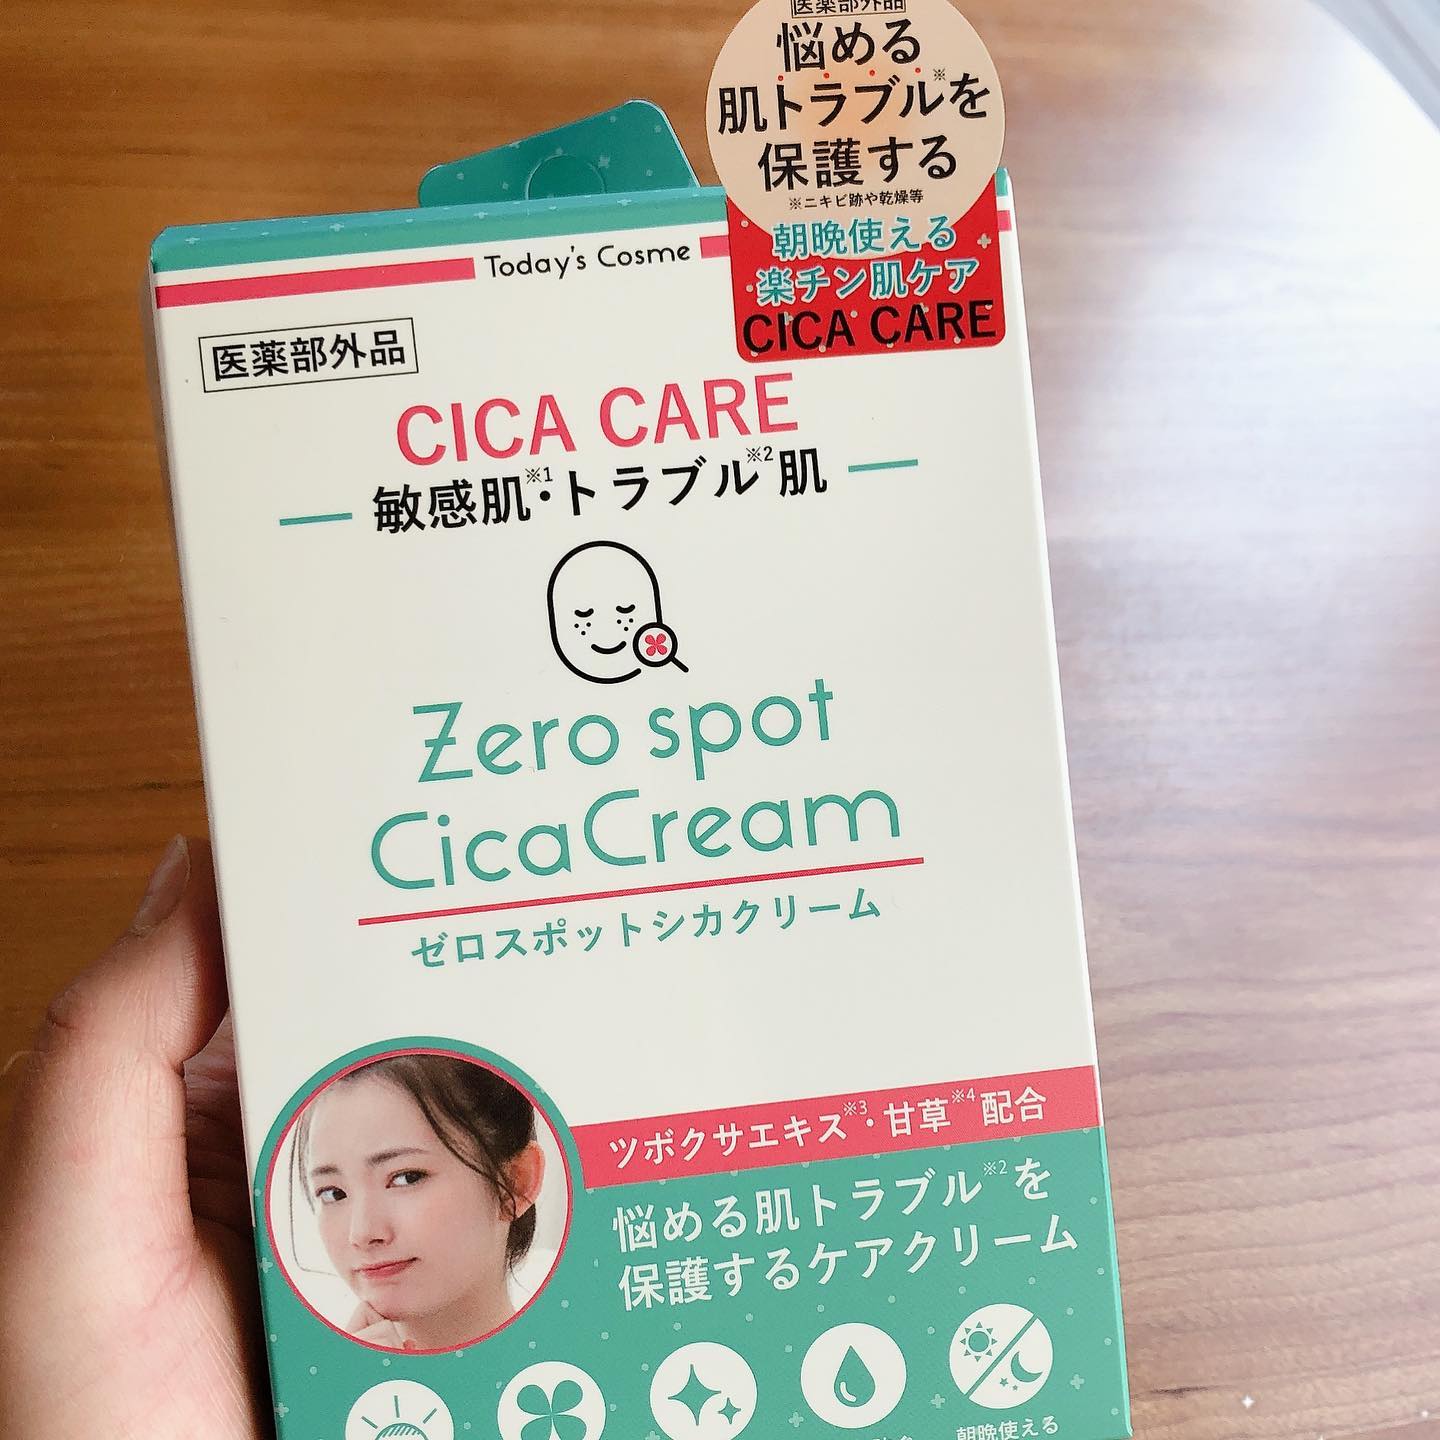 医薬部外品
悩める
肌トラブル※を
保護する
※ニキビ跡や乾燥等
朝晩使える
楽チン肌ケア
CICA CARE
Today's Cosme
医薬部外品
CICA CARE
敏感肌※1・トラブル※2肌
Zero spot
CicaCream
ゼロスポットシカクリーム
ツボクサエキス※3・甘草※4配合
悩める肌トラブル※2を
保護するケアクリーム
朝晩使える